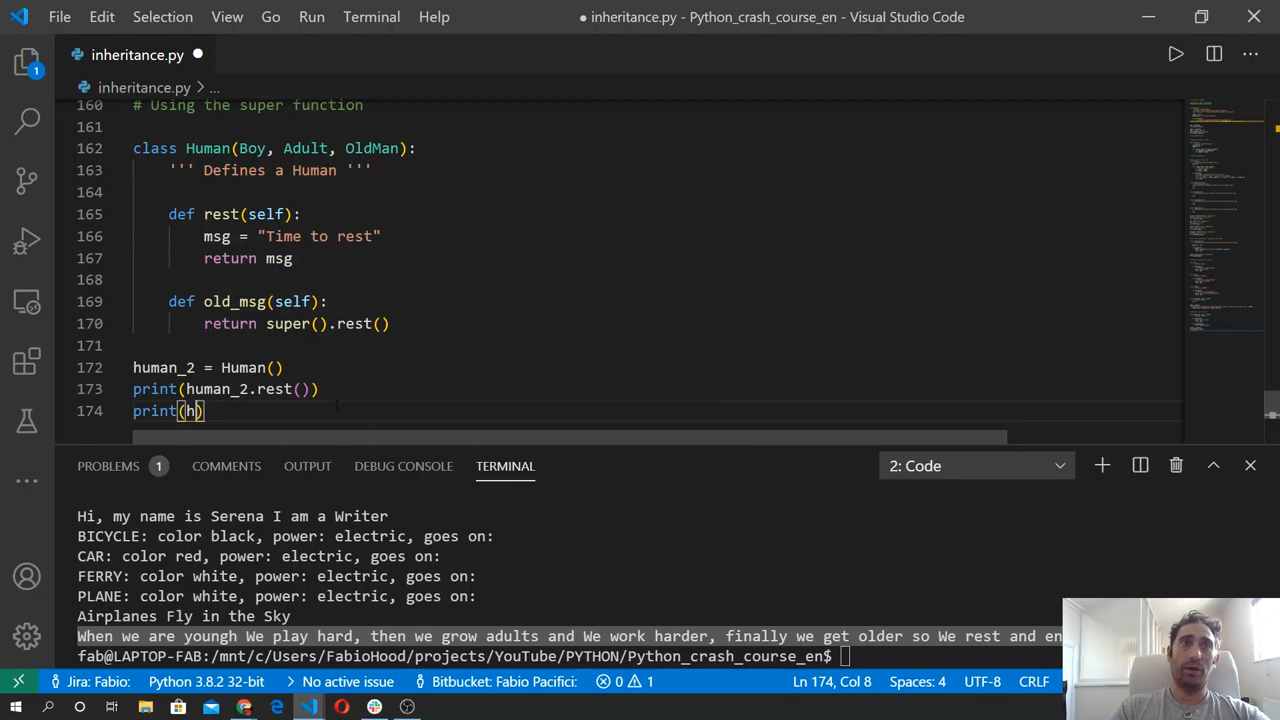 File Edit Selection View Go Run Terminal Help ● inheritance.py - Python_crash_course_en - Visual Studio Code
inheritance.py ●
inheritance.py > ...
160 # Using the super function
161
162 class Human(Boy, Adult, OldMan):
163 ''' Defines a Human '''
164
165 def rest(self):
166 msg = "Time to rest"
167 return msg
168
169 def old_msg(self):
170 return super().rest()
171
172 human_2 = Human()
173 print(human_2.rest())
174 print(h)
PROBLEMS 1 COMMENTS OUTPUT DEBUG CONSOLE TERMINAL 2: Code
Hi, my name is Serena I am a Writer
BICYCLE: color black, power: electric, goes on:
CAR: color red, power: electric, goes on:
FERRY: color white, power: electric, goes on:
PLANE: color white, power: electric, goes on:
Airplanes Fly in the Sky
When we are youngh We play hard, then we grow adults and We work harder, finally we get older so We rest and en
fab@LAPTOP-FAB:/mnt/c/Users/FabioHood/projects/YouTube/PYTHON/Python_crash_course_en$
Jira: Fabio: Python 3.8.2 32-bit > No active issue Bitbucket: Fabio Pacifici: 0 1 Ln 174, Col 8 Spaces: 4 UTF-8 CRLF